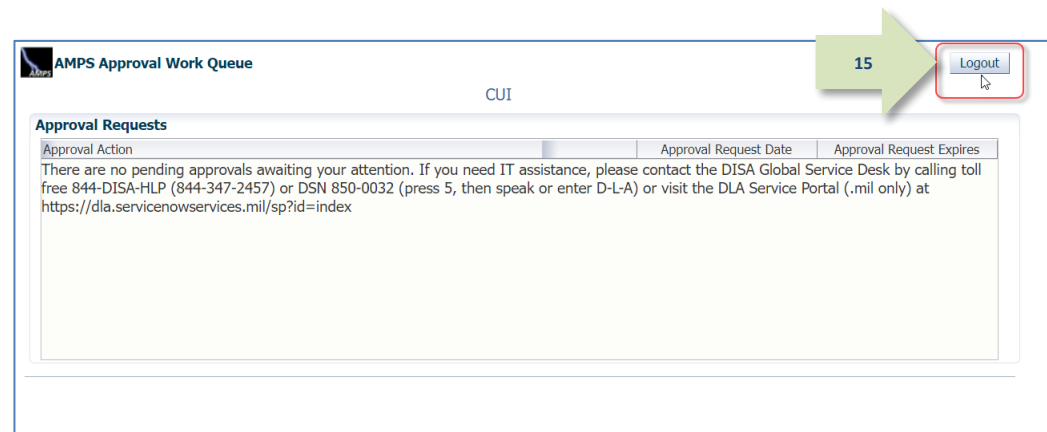 AMPS AMPS Approval Work Queue 15 Logout
CUI
Approval Requests
Approval Action Approval Request Date Approval Request Expires
There are no pending approvals awaiting your attention. If you need IT assistance, please contact the DISA Global Service Desk by calling toll
free 844-DISA-HLP (844-347-2457) or DSN 850-0032 (press 5, then speak or enter D-L-A) or visit the DLA Service Portal (.mil only) at
https://dla.servicenowservices.mil/sp?id=index